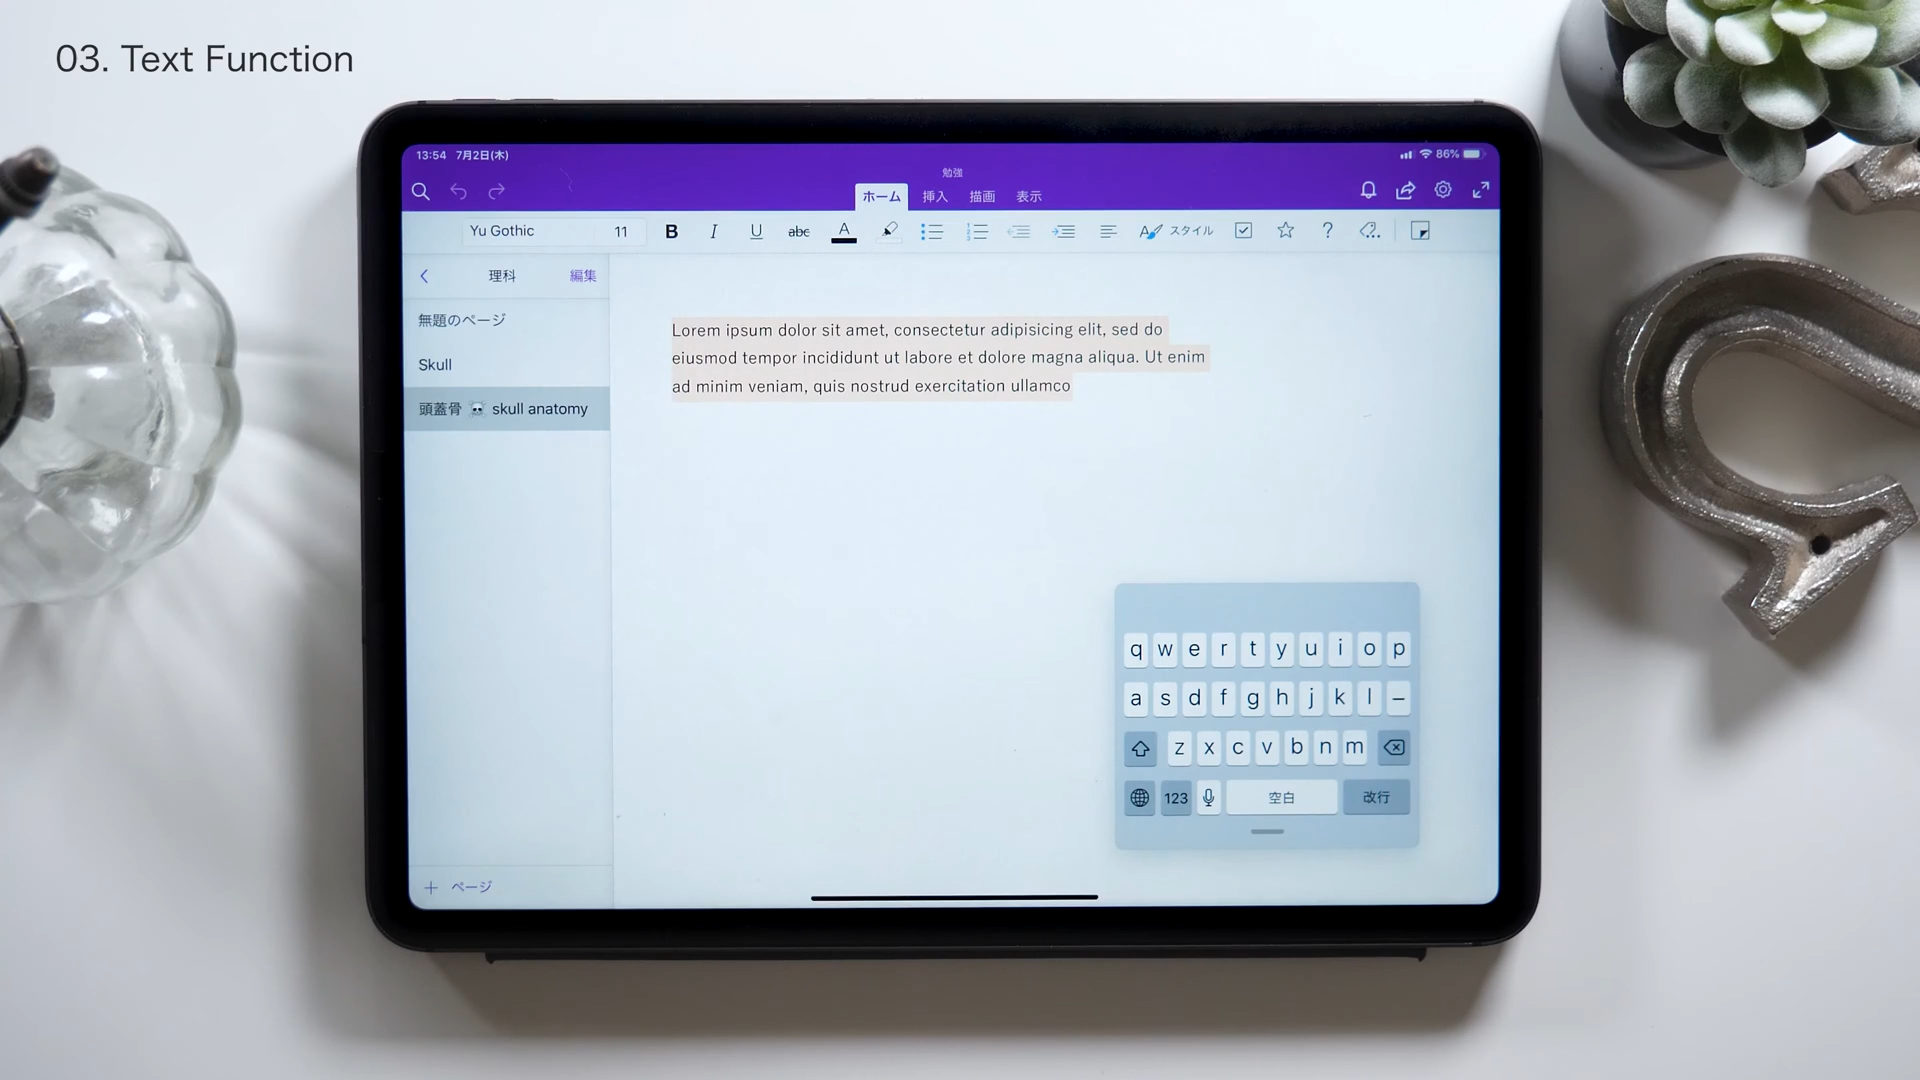 03. Text Function
13:54 7月2日(木)
86%
勉強
ホーム 挿入 描画 表示
Yu Gothic 11 B I U abc A スタイル ?
理科 編集
無題のページ
Skull
頭蓋骨 ☠ skull anatomy
Lorem ipsum dolor sit amet, consectetur adipisicing elit, sed do
eiusmod tempor incididunt ut labore et dolore magna aliqua. Ut enim
ad minim veniam, quis nostrud exercitation ullamco
q w e r t y u i o p
a s d f g h j k l –
z x c v b n m
123 空白 改行
+ ページ